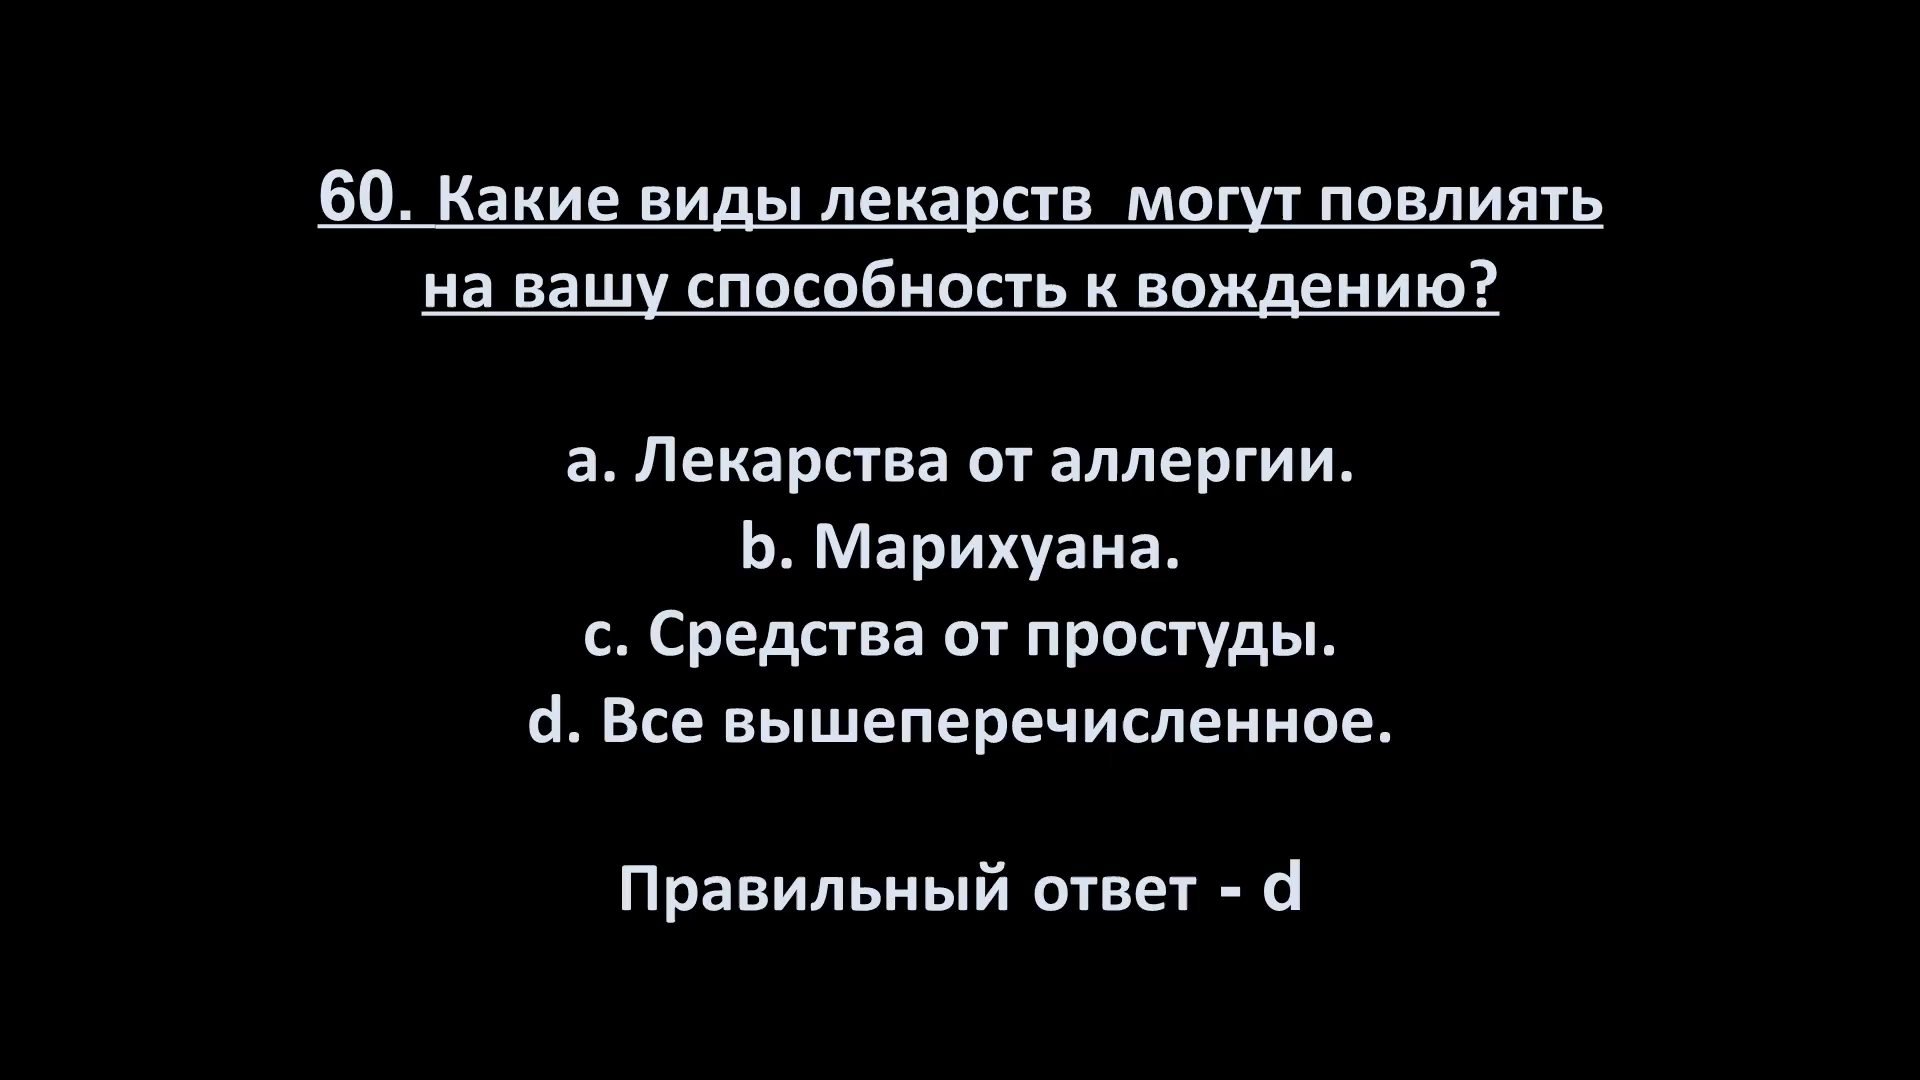 60. Какие виды лекарств могут повлиять
на вашу способность к вождению?
a. Лекарства от аллергии.
b. Марихуана.
c. Средства от простуды.
d. Все вышеперечисленное.
Правильный ответ - d